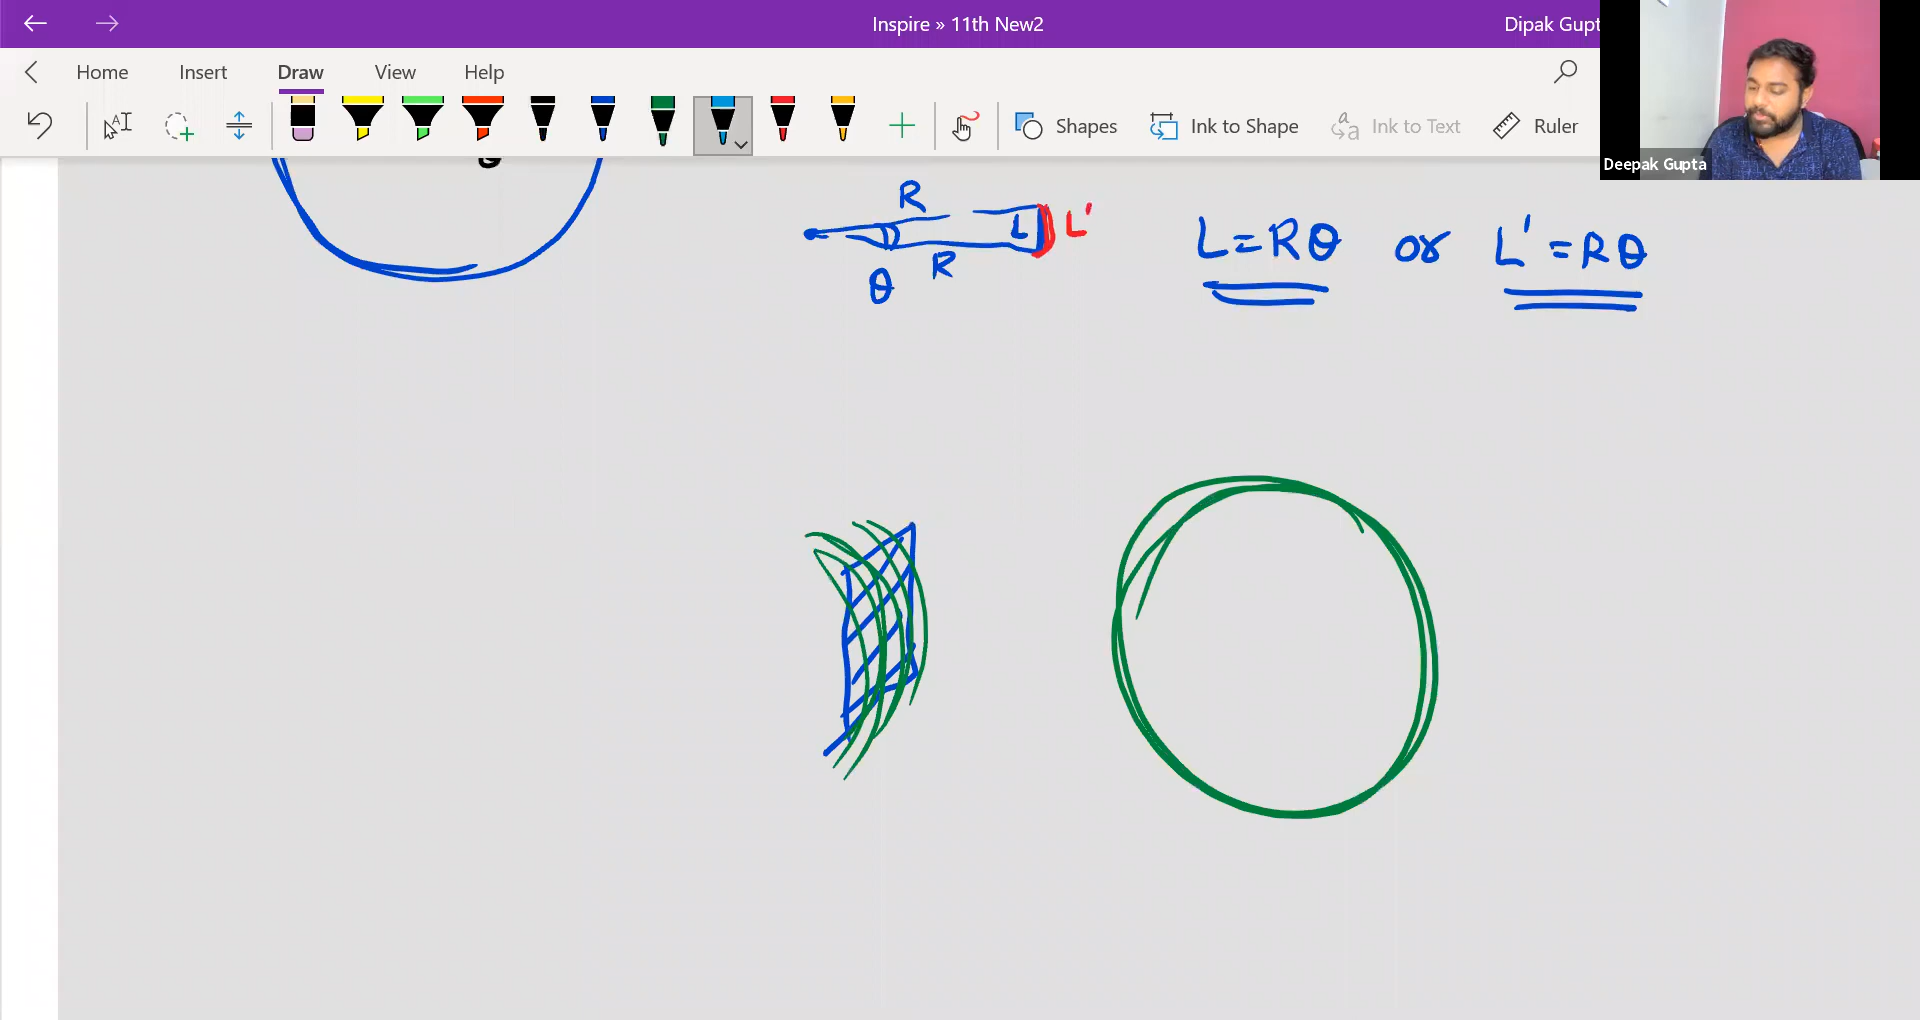 Inspire » 11th New2
Dipak Gupt
Home Insert Draw View Help
Shapes Ink to Shape Ink to Text Ruler
Deepak Gupta
R
L L'
R
θ
L = Rθ or L' = Rθ